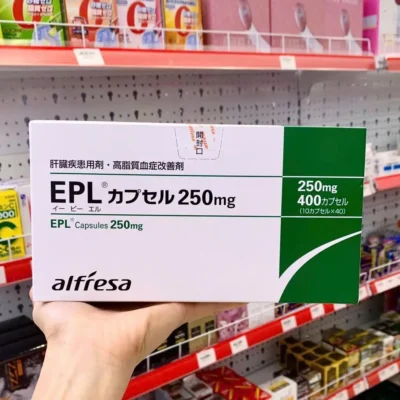 開封口
肝臓疾患用剤・高脂質血症改善剤
EPL®カプセル250mg
イー ピー エル
EPL® Capsules 250mg
250mg
400カプセル
(10カプセル×40)
alfresa